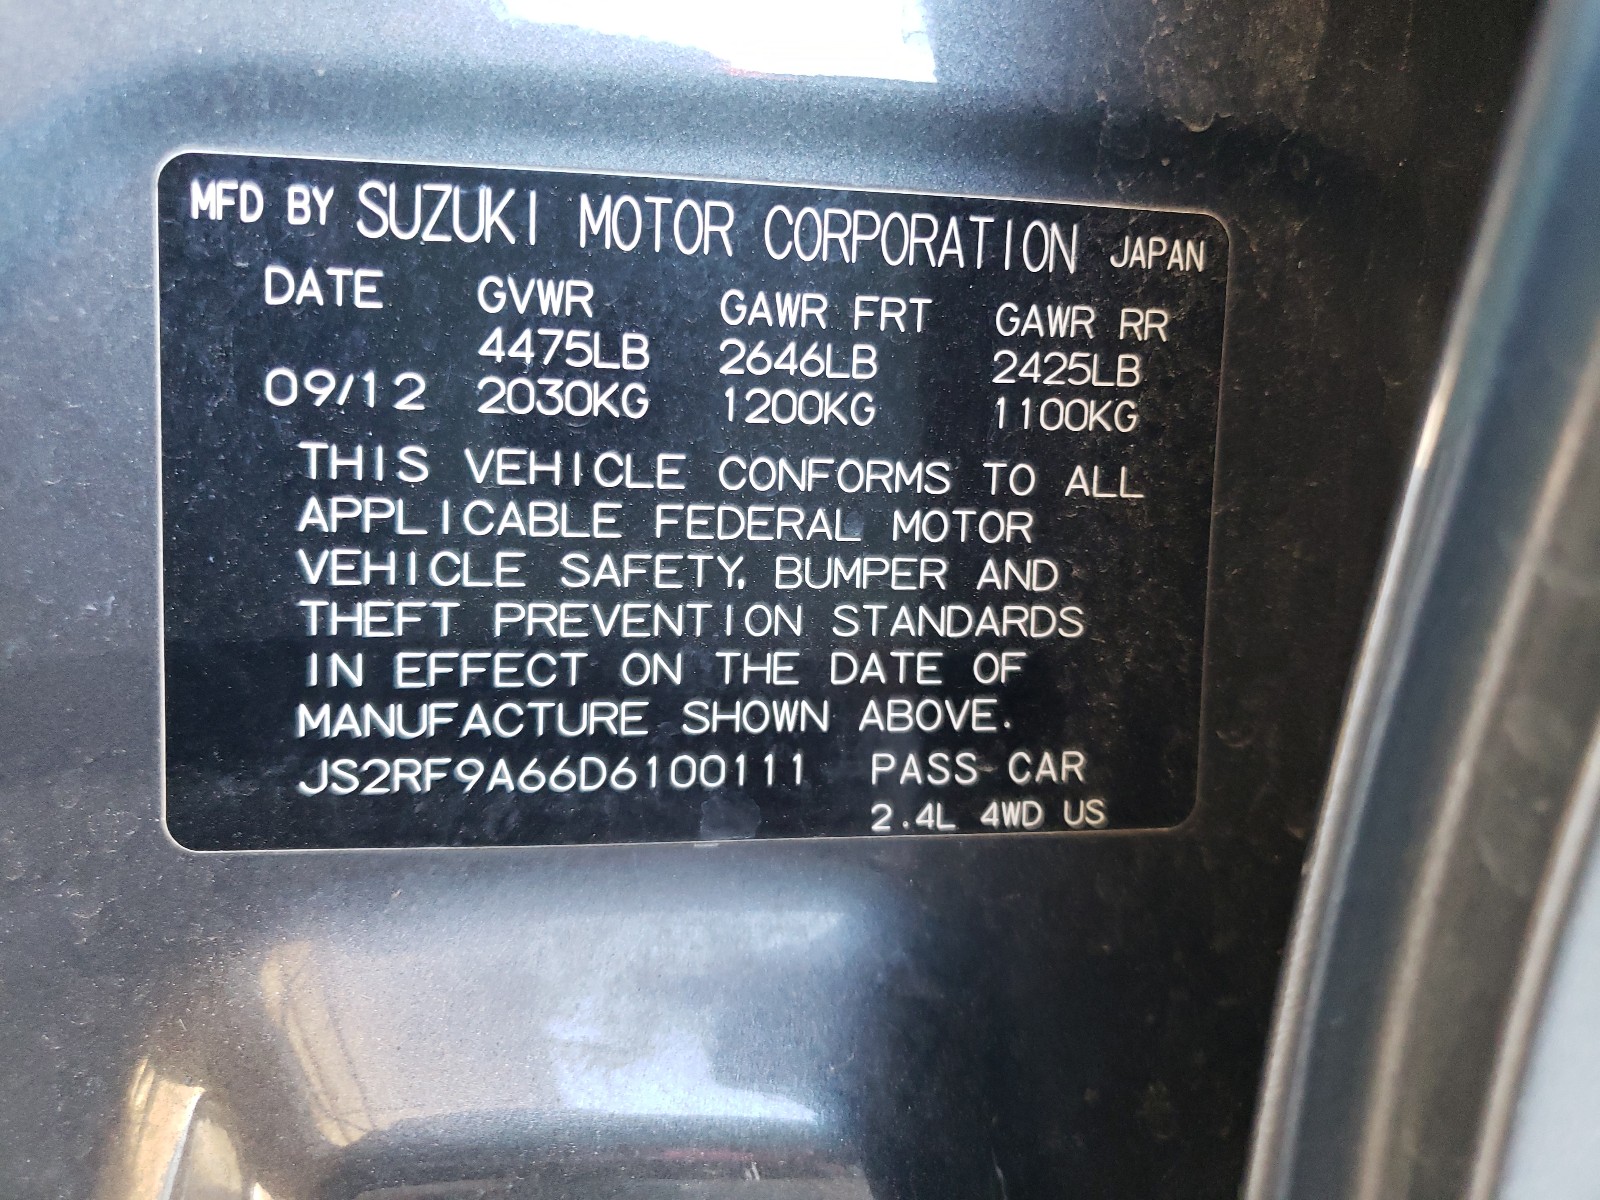 MFD BY SUZUKI MOTOR CORPORATION JAPAN
DATE GVWR GAWR FRT GAWR RR
4475LB 2646LB 2425LB
09/12 2030KG 1200KG 1100KG
THIS VEHICLE CONFORMS TO ALL
APPLICABLE FEDERAL MOTOR
VEHICLE SAFETY, BUMPER AND
THEFT PREVENTION STANDARDS
IN EFFECT ON THE DATE OF
MANUFACTURE SHOWN ABOVE.
JS2RF9A66D6100111 PASS CAR
2.4L 4WD US